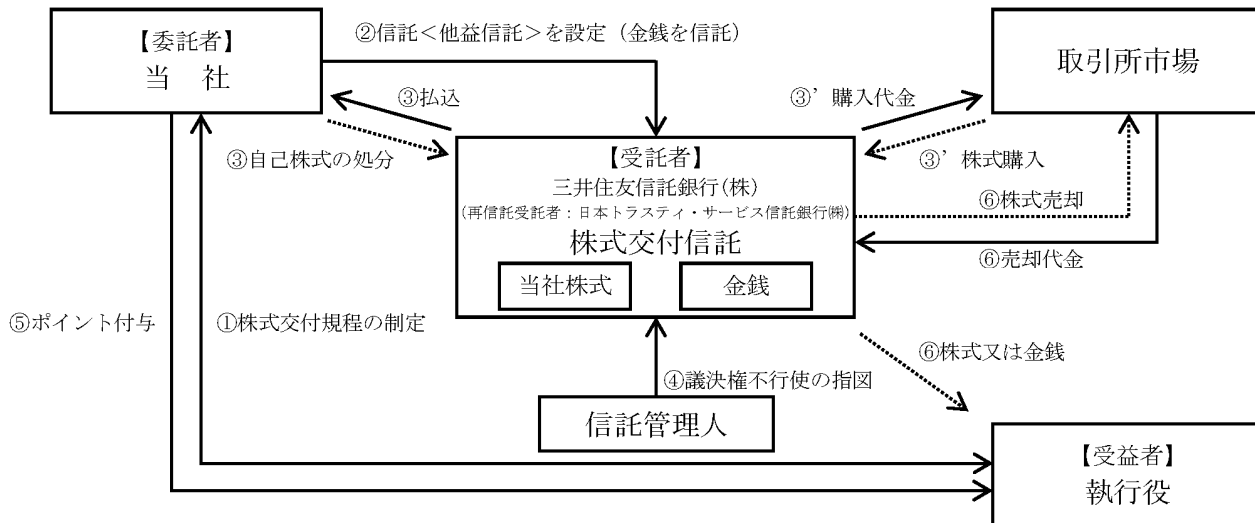 【委託者】
当 社
②信託<他益信託>を設定（金銭を信託）
取引所市場
③払込
③’購入代金
③自己株式の処分
③’株式購入
【受託者】
三井住友信託銀行(株)
(再信託受託者：日本トラスティ・サービス信託銀行㈱)
株式交付信託
当社株式
金銭
⑥株式売却
⑥売却代金
⑤ポイント付与
①株式交付規程の制定
⑥株式又は金銭
④議決権不行使の指図
信託管理人
【受益者】
執行役